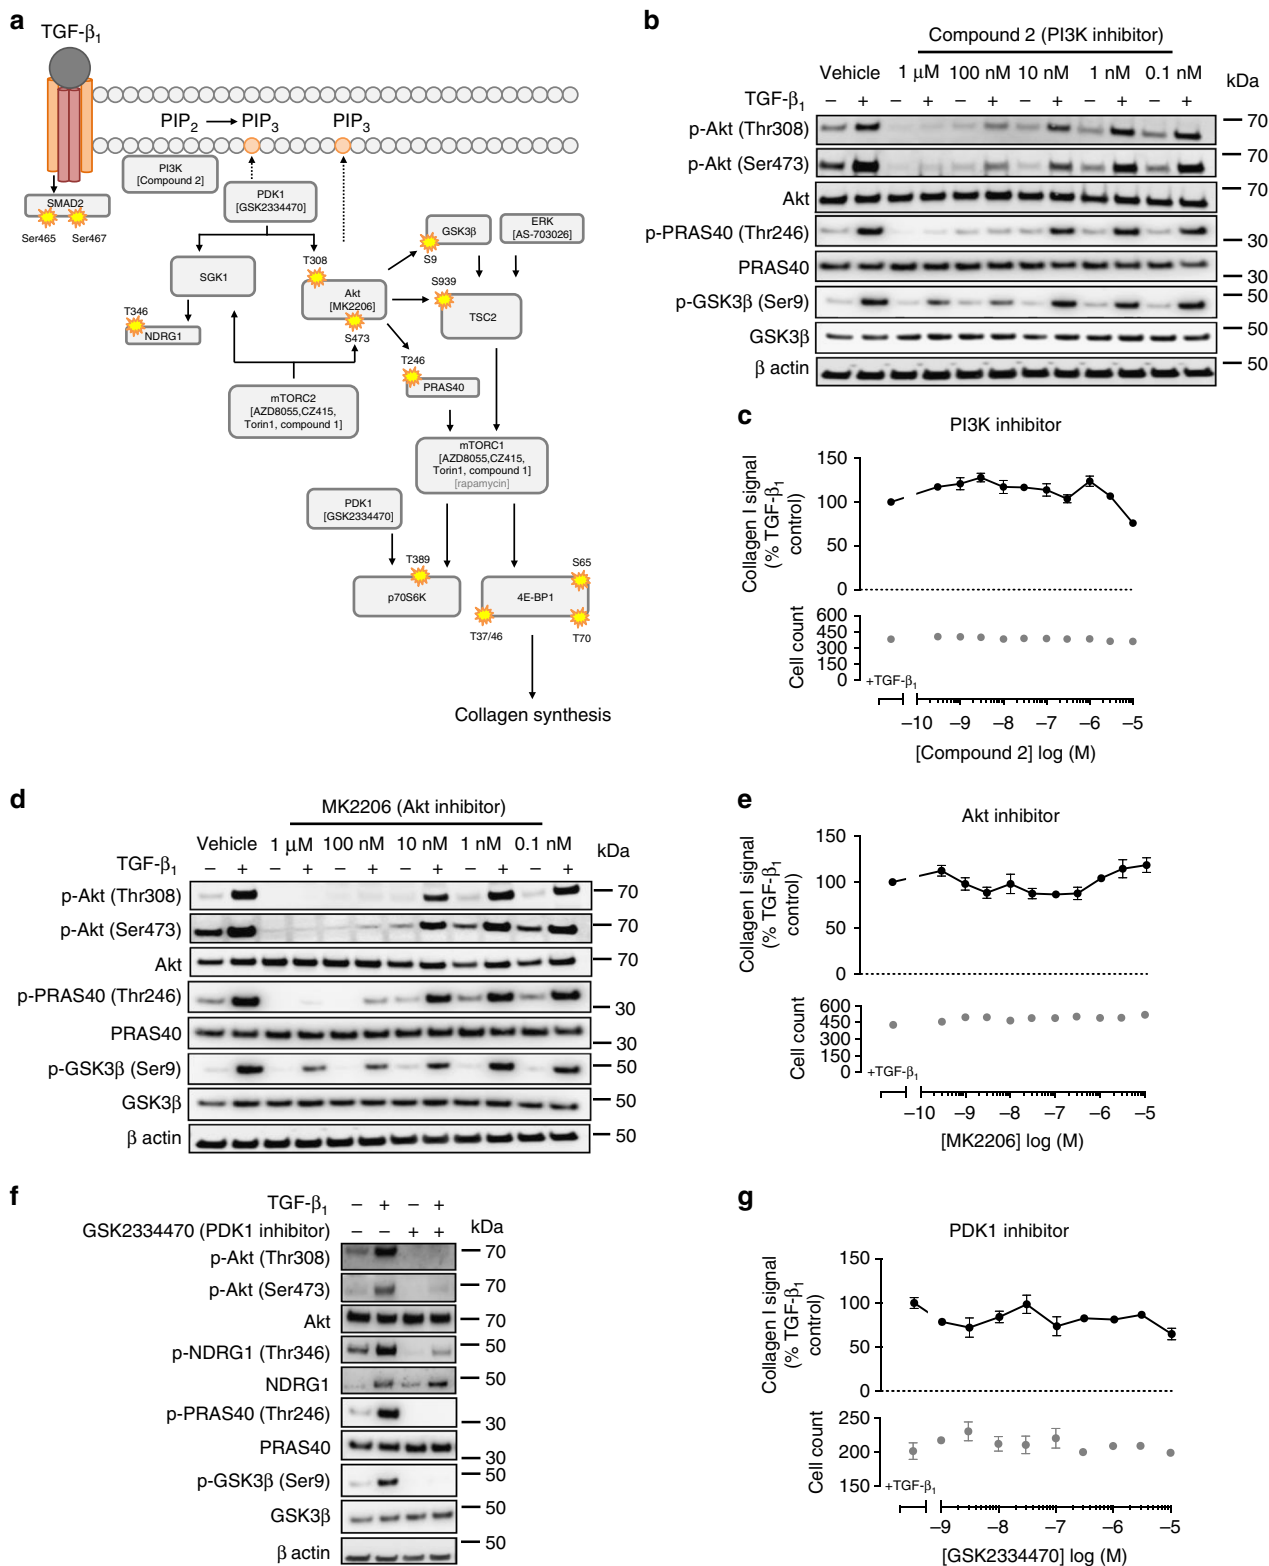 a
TGF-β1
PIP2 PIP3 PIP3
PI3K
[Compound 2]
PDK1
[GSK2334470]
SMAD2
Ser465 Ser467
SGK1
T308
Akt
[MK2206]
S473
GSK3β
S9
ERK
[AS-703026]
S939
TSC2
T346
NDRG1
T246
PRAS40
mTORC2
[AZD8055,CZ415,
Torin1, compound 1]
mTORC1
[AZD8055,CZ415,
Torin1, compound 1]
[rapamycin]
PDK1
[GSK2334470]
T389
p70S6K
S65
4E-BP1
T37/46
T70
Collagen synthesis
b
Compound 2 (PI3K inhibitor)
Vehicle 1 μM 100 nM 10 nM 1 nM 0.1 nM
kDa
TGF-β1 – + – + – + – + – + – +
p-Akt (Thr308) 70
p-Akt (Ser473) 70
Akt 70
p-PRAS40 (Thr246) 30
PRAS40 30
p-GSK3β (Ser9) 50
GSK3β 50
β actin 50
c
PI3K inhibitor
Collagen I signal
(% TGF-β1
control)
150
100
50
0
Cell count
600
450
300
150
0
+TGF-β1
–10 –9 –8 –7 –6 –5
[Compound 2] log (M)
d
MK2206 (Akt inhibitor)
Vehicle 1 μM 100 nM 10 nM 1 nM 0.1 nM
kDa
TGF-β1 – + – + – + – + – + – +
p-Akt (Thr308) 70
p-Akt (Ser473) 70
Akt 70
p-PRAS40 (Thr246) 30
PRAS40 30
p-GSK3β (Ser9) 50
GSK3β 50
β actin 50
e
Akt inhibitor
Collagen I signal
(% TGF-β1
control)
150
100
50
0
Cell count
600
450
300
150
0
+TGF-β1
–10 –9 –8 –7 –6 –5
[MK2206] log (M)
f
TGF-β1 – + – +
GSK2334470 (PDK1 inhibitor) – – + +
kDa
p-Akt (Thr308) 70
p-Akt (Ser473) 70
Akt 70
p-NDRG1 (Thr346) 50
NDRG1 50
p-PRAS40 (Thr246) 30
PRAS40 30
p-GSK3β (Ser9) 50
GSK3β 50
β actin 50
g
PDK1 inhibitor
Collagen I signal
(% TGF-β1
control)
150
100
50
0
Cell count
250
200
150
+TGF-β1
–9 –8 –7 –6 –5
[GSK2334470] log (M)